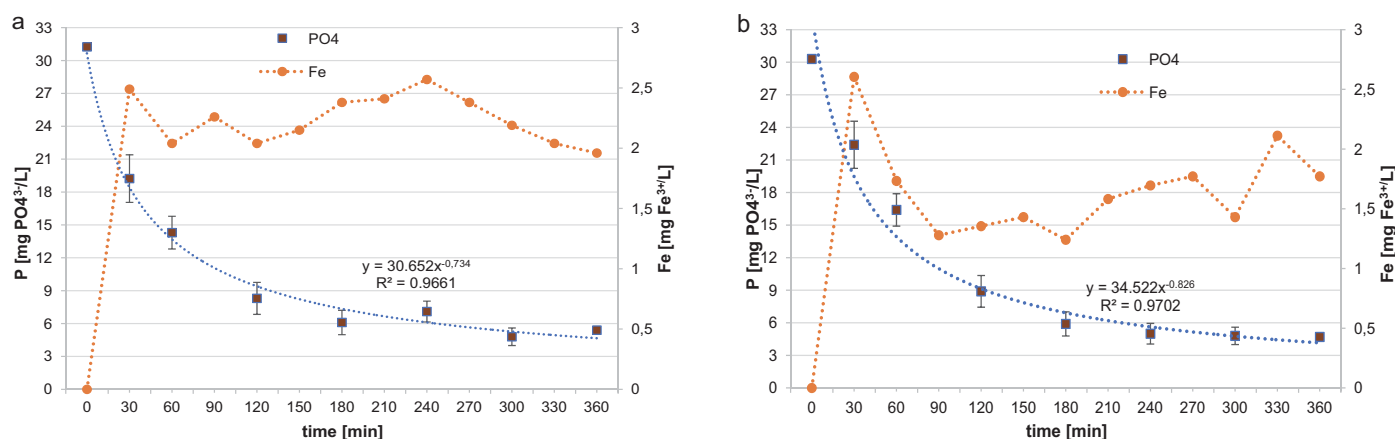 a
33
30
27
24
21
18
15
12
9
6
3
0
P [mg PO4³⁻/L]
PO4
Fe
y = 30.652x⁻⁰,⁷³⁴
R² = 0.9661
3
2,5
2
1,5
1
0,5
0
Fe [mg Fe³⁺/L]
0 30 60 90 120 150 180 210 240 270 300 330 360
time [min]
b
33
30
27
24
21
18
15
12
9
6
3
0
P [mg PO4³⁻/L]
PO4
Fe
y = 34.522x⁻⁰·⁸²⁶
R² = 0.9702
3
2,5
2
1,5
1
0,5
0
Fe [mg Fe³⁺/L]
0 30 60 90 120 150 180 210 240 270 300 330 360
time [min]